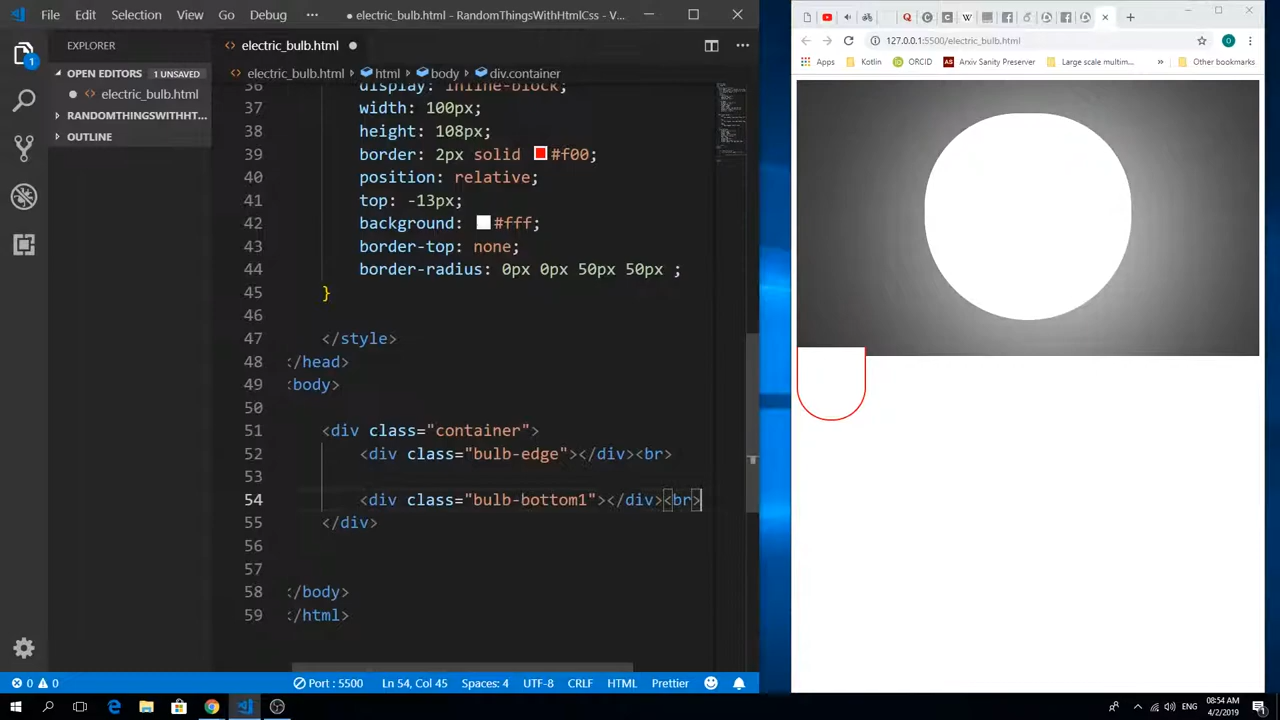 File Edit Selection View Go Debug ••• ● electric_bulb.html - RandomThingsWithHtmlCss - V...
EXPLORER
OPEN EDITORS 1 UNSAVED
● <> electric_bulb.html
RANDOMTHINGSWITHHT...
OUTLINE
1
<> electric_bulb.html ●
<> electric_bulb.html › html › body › div.container
36 display: inline-block;
37 width: 100px;
38 height: 108px;
39 border: 2px solid #f00;
40 position: relative;
41 top: -13px;
42 background: #fff;
43 border-top: none;
44 border-radius: 0px 0px 50px 50px ;
45 }
46
47 </style>
48 </head>
49 <body>
50
51 <div class="container">
52 <div class="bulb-edge"></div><br>
53
54 <div class="bulb-bottom1"></div><br>
55 </div>
56
57
58 </body>
59 </html>
0 0 Port : 5500 Ln 54, Col 45 Spaces: 4 UTF-8 CRLF HTML Prettier
127.0.0.1:5500/electric_bulb.html
O
Apps Kotlin ORCID AS Arxiv Sanity Preserver Large scale multim... » Other bookmarks
ENG
08:54 AM
4/2/2019
1